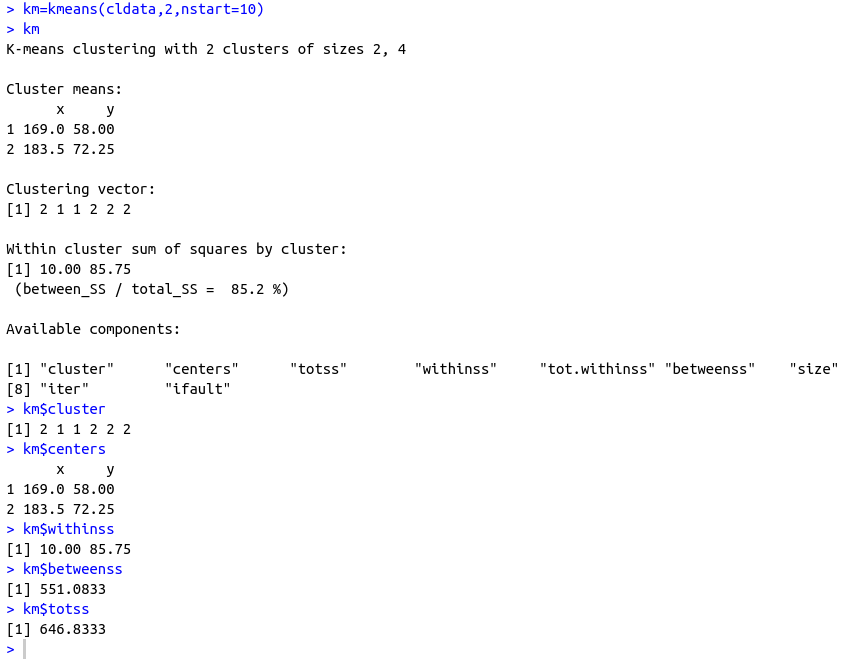 > km=kmeans(cldata,2,nstart=10)
> km
K-means clustering with 2 clusters of sizes 2, 4
Cluster means:
x y
1 169.0 58.00
2 183.5 72.25
Clustering vector:
[1] 2 1 1 2 2 2
Within cluster sum of squares by cluster:
[1] 10.00 85.75
(between_SS / total_SS = 85.2 %)
Available components:
[1] "cluster" "centers" "totss" "withinss" "tot.withinss" "betweenss" "size"
[8] "iter" "ifault"
> km$cluster
[1] 2 1 1 2 2 2
> km$centers
x y
1 169.0 58.00
2 183.5 72.25
> km$withinss
[1] 10.00 85.75
> km$betweenss
[1] 551.0833
> km$totss
[1] 646.8333
>